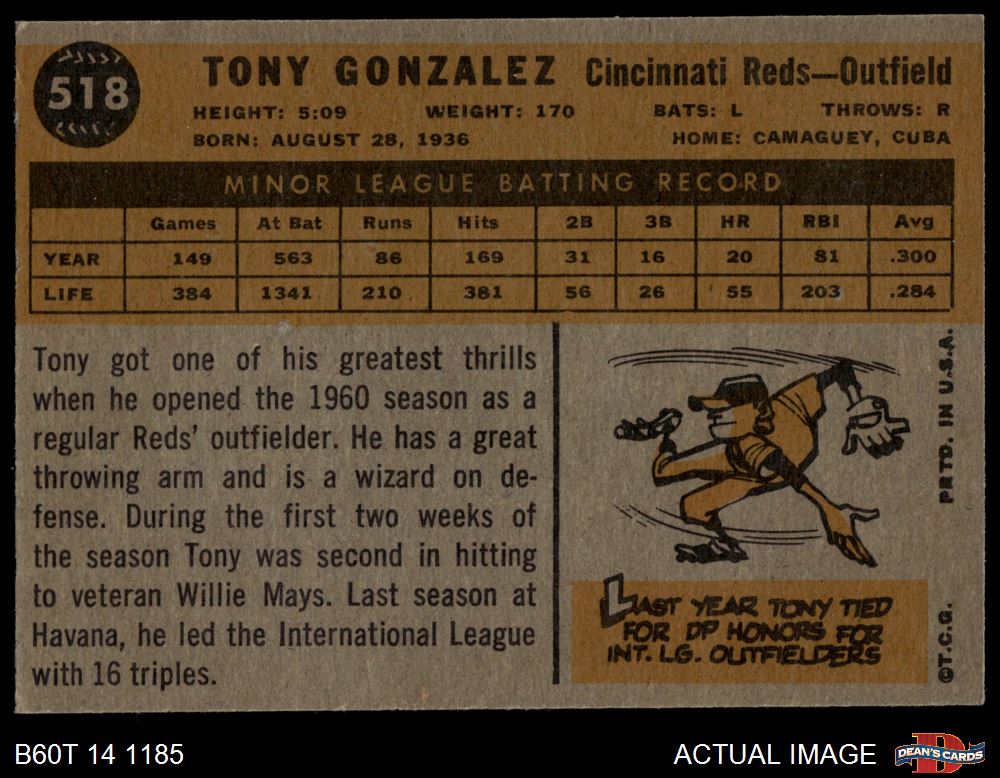 518
TONY GONZALEZ Cincinnati Reds—Outfield
HEIGHT: 5:09 WEIGHT: 170 BATS: L THROWS: R
BORN: AUGUST 28, 1936 HOME: CAMAGUEY, CUBA
MINOR LEAGUE BATTING RECORD
Games At Bat Runs Hits 2B 3B HR RBI Avg
YEAR 149 563 86 169 31 16 20 81 .300
LIFE 384 1341 210 381 56 26 55 203 .284
Tony got one of his greatest thrills
when he opened the 1960 season as a
regular Reds' outfielder. He has a great
throwing arm and is a wizard on de-
fense. During the first two weeks of
the season Tony was second in hitting
to veteran Willie Mays. Last season at
Havana, he led the International League
with 16 triples.
LAST YEAR TONY TIED
FOR DP HONORS FOR
INT. LG. OUTFIELDERS
©T.C.G. PRTD. IN U.S.A.
B60T 14 1185
ACTUAL IMAGE
D
DEAN'S CARDS